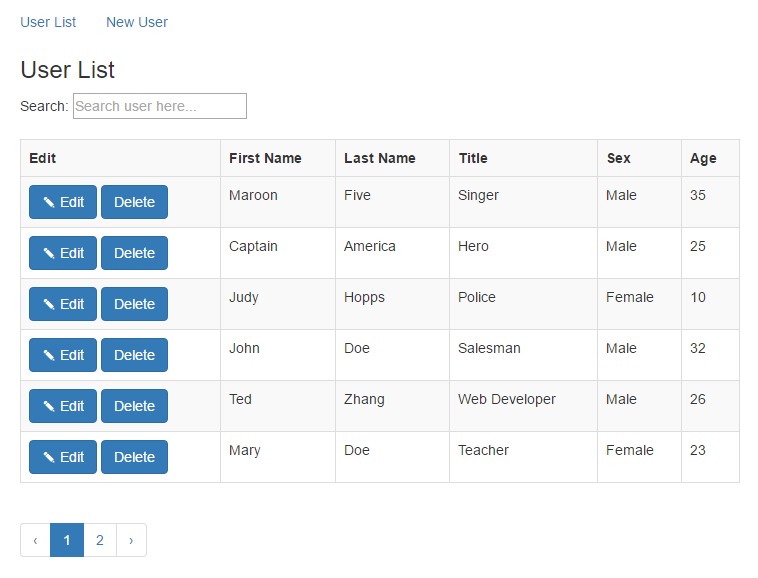 User List New User
User List
Search: Search user here...
Edit First Name Last Name Title Sex Age
Edit Delete Maroon Five Singer Male 35
Edit Delete Captain America Hero Male 25
Edit Delete Judy Hopps Police Female 10
Edit Delete John Doe Salesman Male 32
Edit Delete Ted Zhang Web Developer Male 26
Edit Delete Mary Doe Teacher Female 23
‹ 1 2 ›